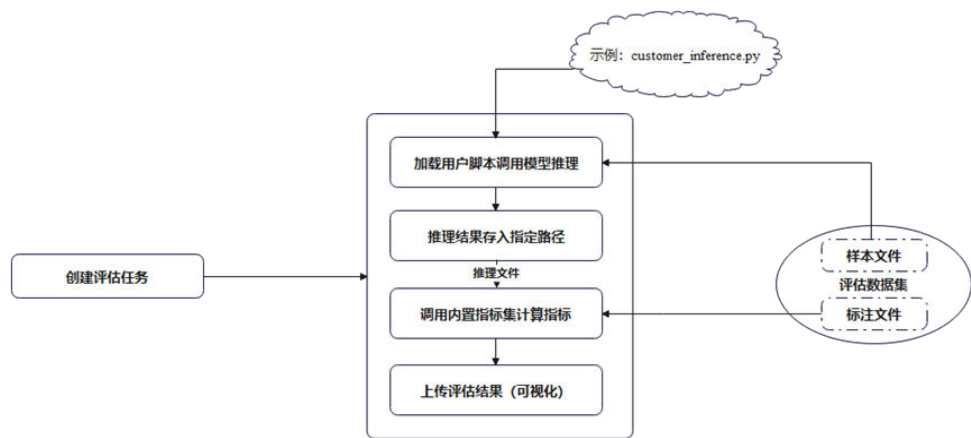 示例：customer_inference.py
加载用户脚本调用模型推理
推理结果存入指定路径
推理文件
创建评估任务
调用内置指标集计算指标
上传评估结果（可视化）
样本文件
评估数据集
标注文件